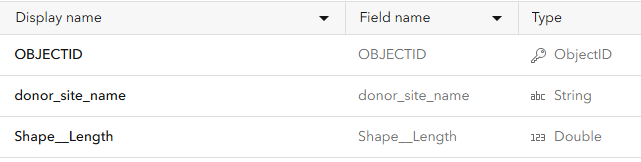 Display name Field name Type
OBJECTID OBJECTID ObjectID
donor_site_name donor_site_name abc String
Shape__Length Shape__Length 123 Double